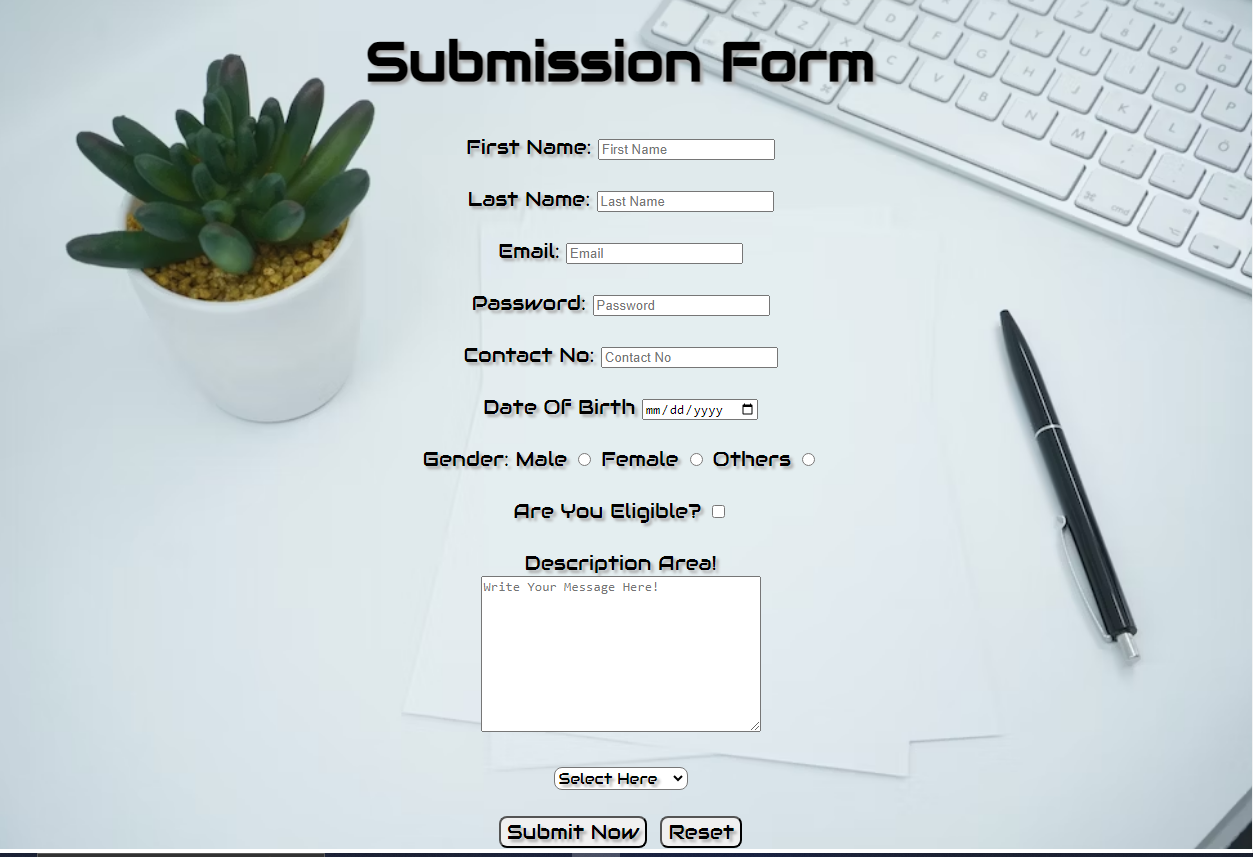 Submission Form
First Name: First Name
Last Name: Last Name
Email: Email
Password: Password
Contact No: Contact No
Date Of Birth mm/dd/yyyy
Gender: Male Female Others
Are You Eligible?
Description Area!
Write Your Message Here!
Select Here
Submit Now Reset